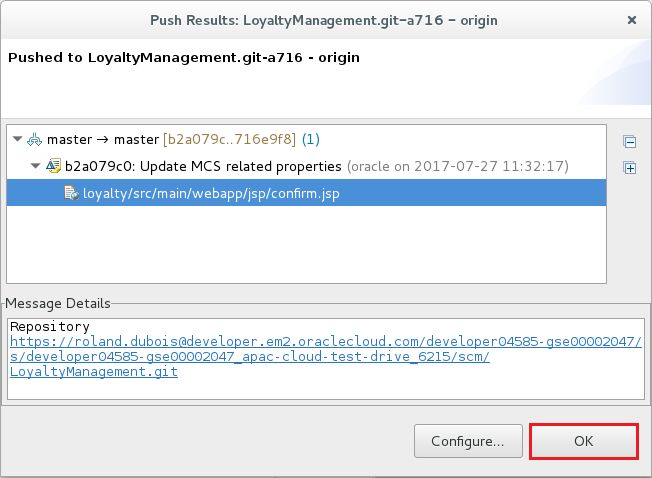 Push Results: LoyaltyManagement.git-a716 – origin
Pushed to LoyaltyManagement.git-a716 - origin
master → master [b2a079c..716e9f8] (1)
b2a079c0: Update MCS related properties (oracle on 2017-07-27 11:32:17)
loyalty/src/main/webapp/jsp/confirm.jsp
Message Details
Repository
https://roland.dubois@developer.em2.oraclecloud.com/developer04585-gse00002047/
s/developer04585-gse00002047_apac-cloud-test-drive_6215/scm/
LoyaltyManagement.git
Configure...
OK